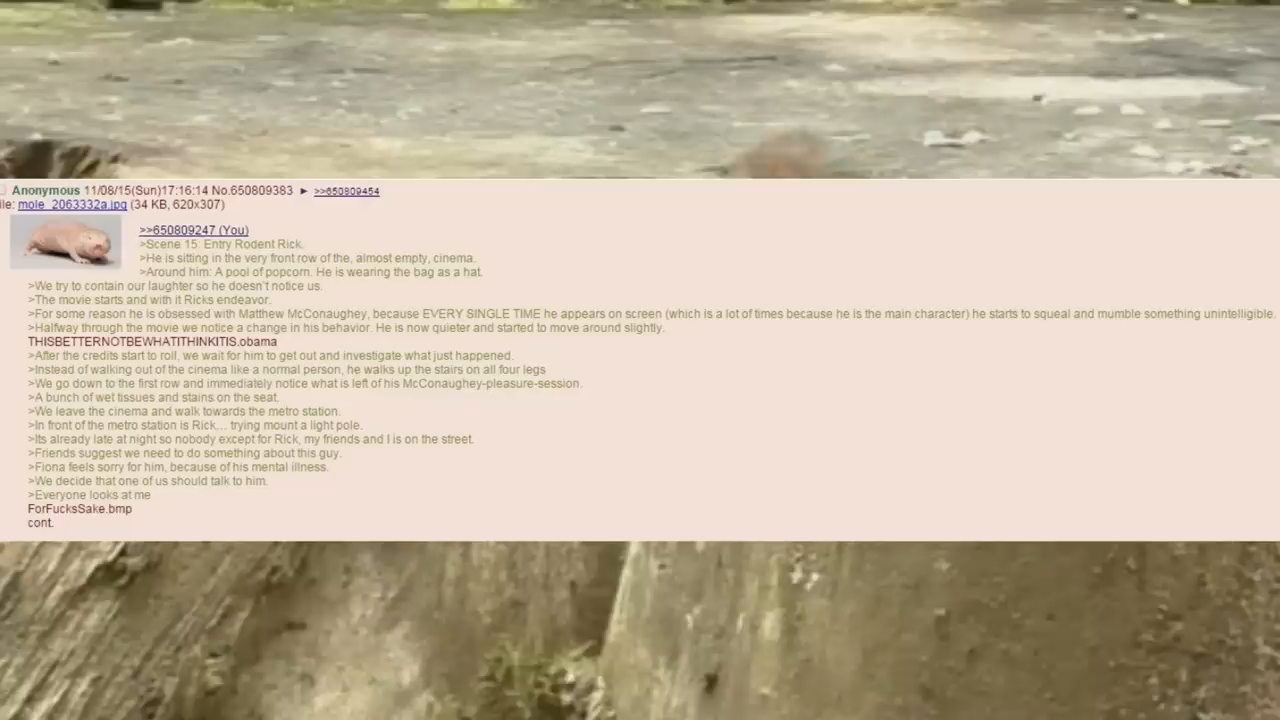 Anonymous 11/08/15(Sun)17:16:14 No.650809383 ► >>650809454
ile: mole_2063332a.jpg (34 KB, 620x307)
>>650809247 (You)
>Scene 15: Entry Rodent Rick.
>He is sitting in the very front row of the, almost empty, cinema.
>Around him: A pool of popcorn. He is wearing the bag as a hat.
>We try to contain our laughter so he doesn't notice us.
>The movie starts and with it Ricks endeavor.
>For some reason he is obsessed with Matthew McConaughey, because EVERY SINGLE TIME he appears on screen (which is a lot of times because he is the main character) he starts to squeal and mumble something unintelligible.
>Halfway through the movie we notice a change in his behavior. He is now quieter and started to move around slightly.
THISBETTERNOTBEWHATITHINKITIS.obama
>After the credits start to roll, we wait for him to get out and investigate what just happened.
>Instead of walking out of the cinema like a normal person, he walks up the stairs on all four legs
>We go down to the first row and immediately notice what is left of his McConaughey-pleasure-session.
>A bunch of wet tissues and stains on the seat.
>We leave the cinema and walk towards the metro station.
>In front of the metro station is Rick... trying mount a light pole.
>Its already late at night so nobody except for Rick, my friends and I is on the street.
>Friends suggest we need to do something about this guy.
>Fiona feels sorry for him, because of his mental illness.
>We decide that one of us should talk to him.
>Everyone looks at me
ForFucksSake.bmp
cont.